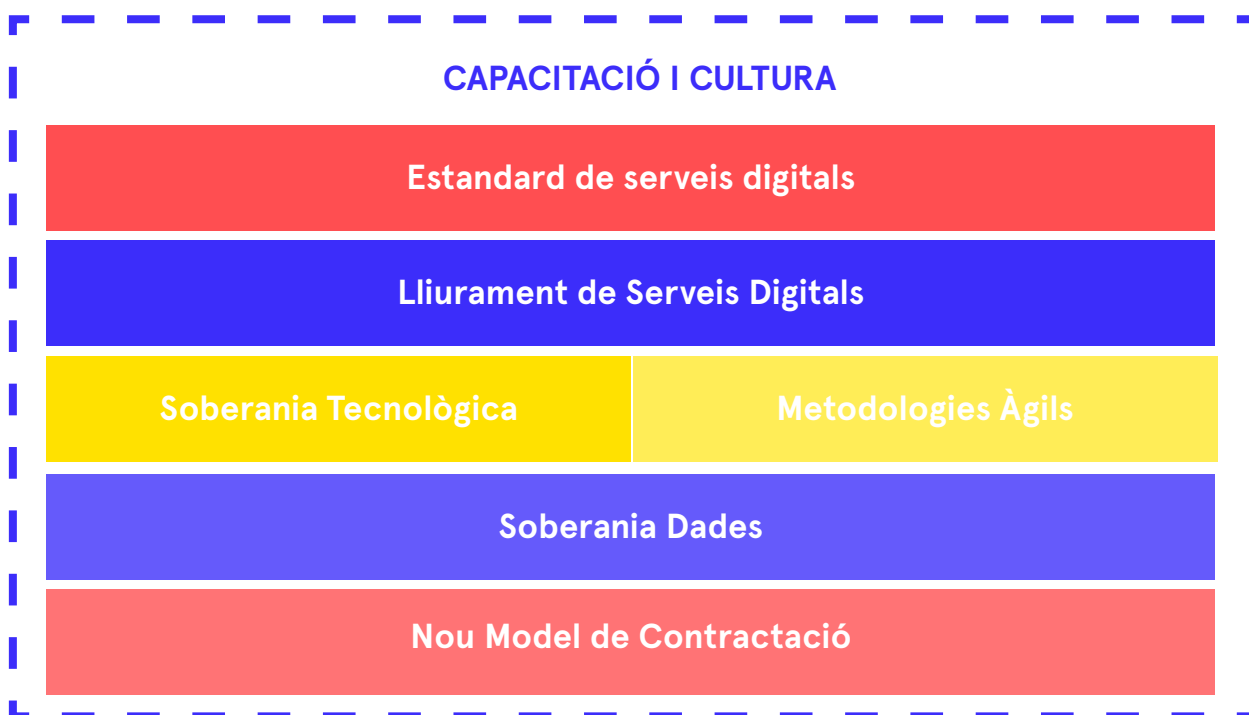 CAPACITACIÓ I CULTURA
Estandard de serveis digitals
Lliurament de Serveis Digitals
Soberania Tecnològica
Metodologies Àgils
Soberania Dades
Nou Model de Contractació